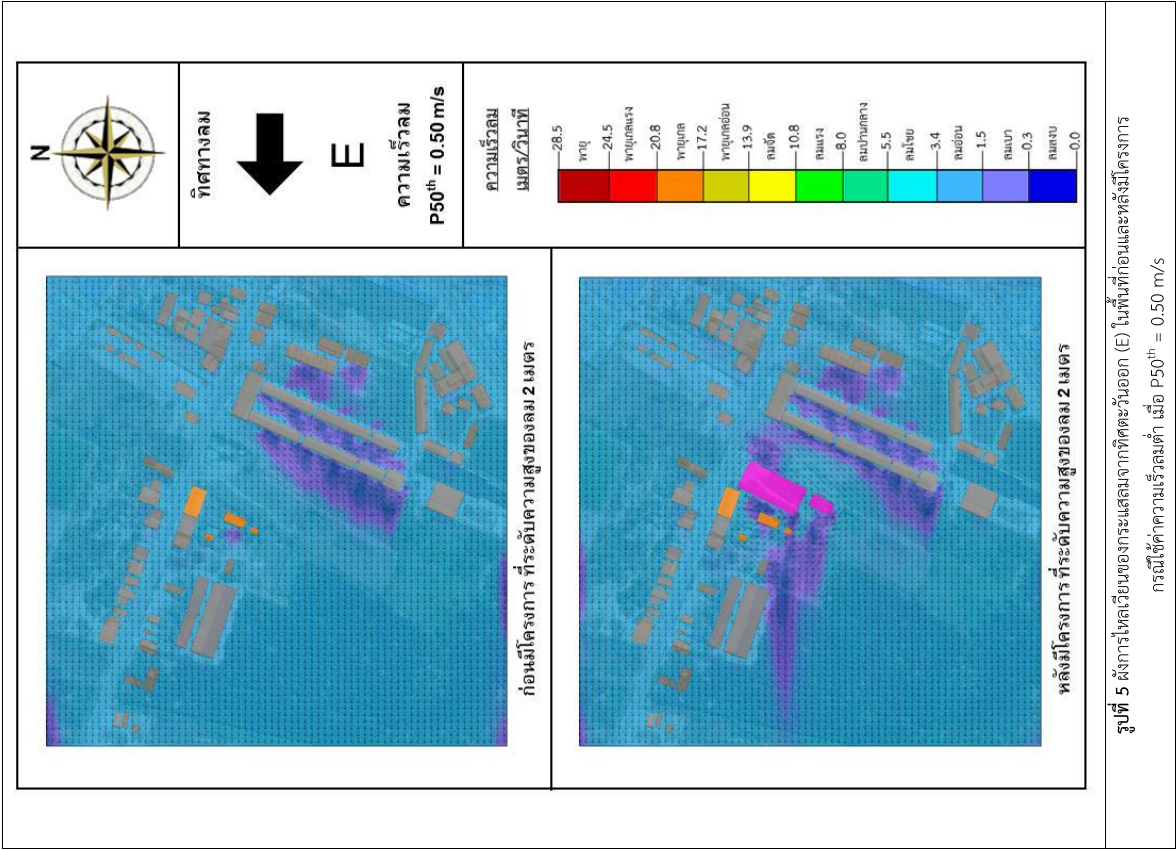 N
ทิศทางลม
E
ความเร็วลม
P50th = 0.50 m/s
ความเร็วลม
เมตร/วินาที
28.5
พายุ
24.5
พายุเกลแรง
20.8
พายุเกล
17.2
พายุเกลอ่อน
13.9
ลมจัด
10.8
ลมแรง
8.0
ลมปานกลาง
5.5
ลมโชย
3.4
ลมอ่อน
1.5
ลมเบา
0.3
ลมสงบ
0.0
ก่อนมีโครงการ ที่ระดับความสูงของลม 2 เมตร
หลังมีโครงการ ที่ระดับความสูงของลม 2 เมตร
รูปที่ 5 ผังการไหลเวียนของกระแสลมจากทิศตะวันออก (E) ในพื้นที่ก่อนและหลังมีโครงการ
กรณีใช้ค่าความเร็วลมต่ำ เมื่อ P50th = 0.50 m/s